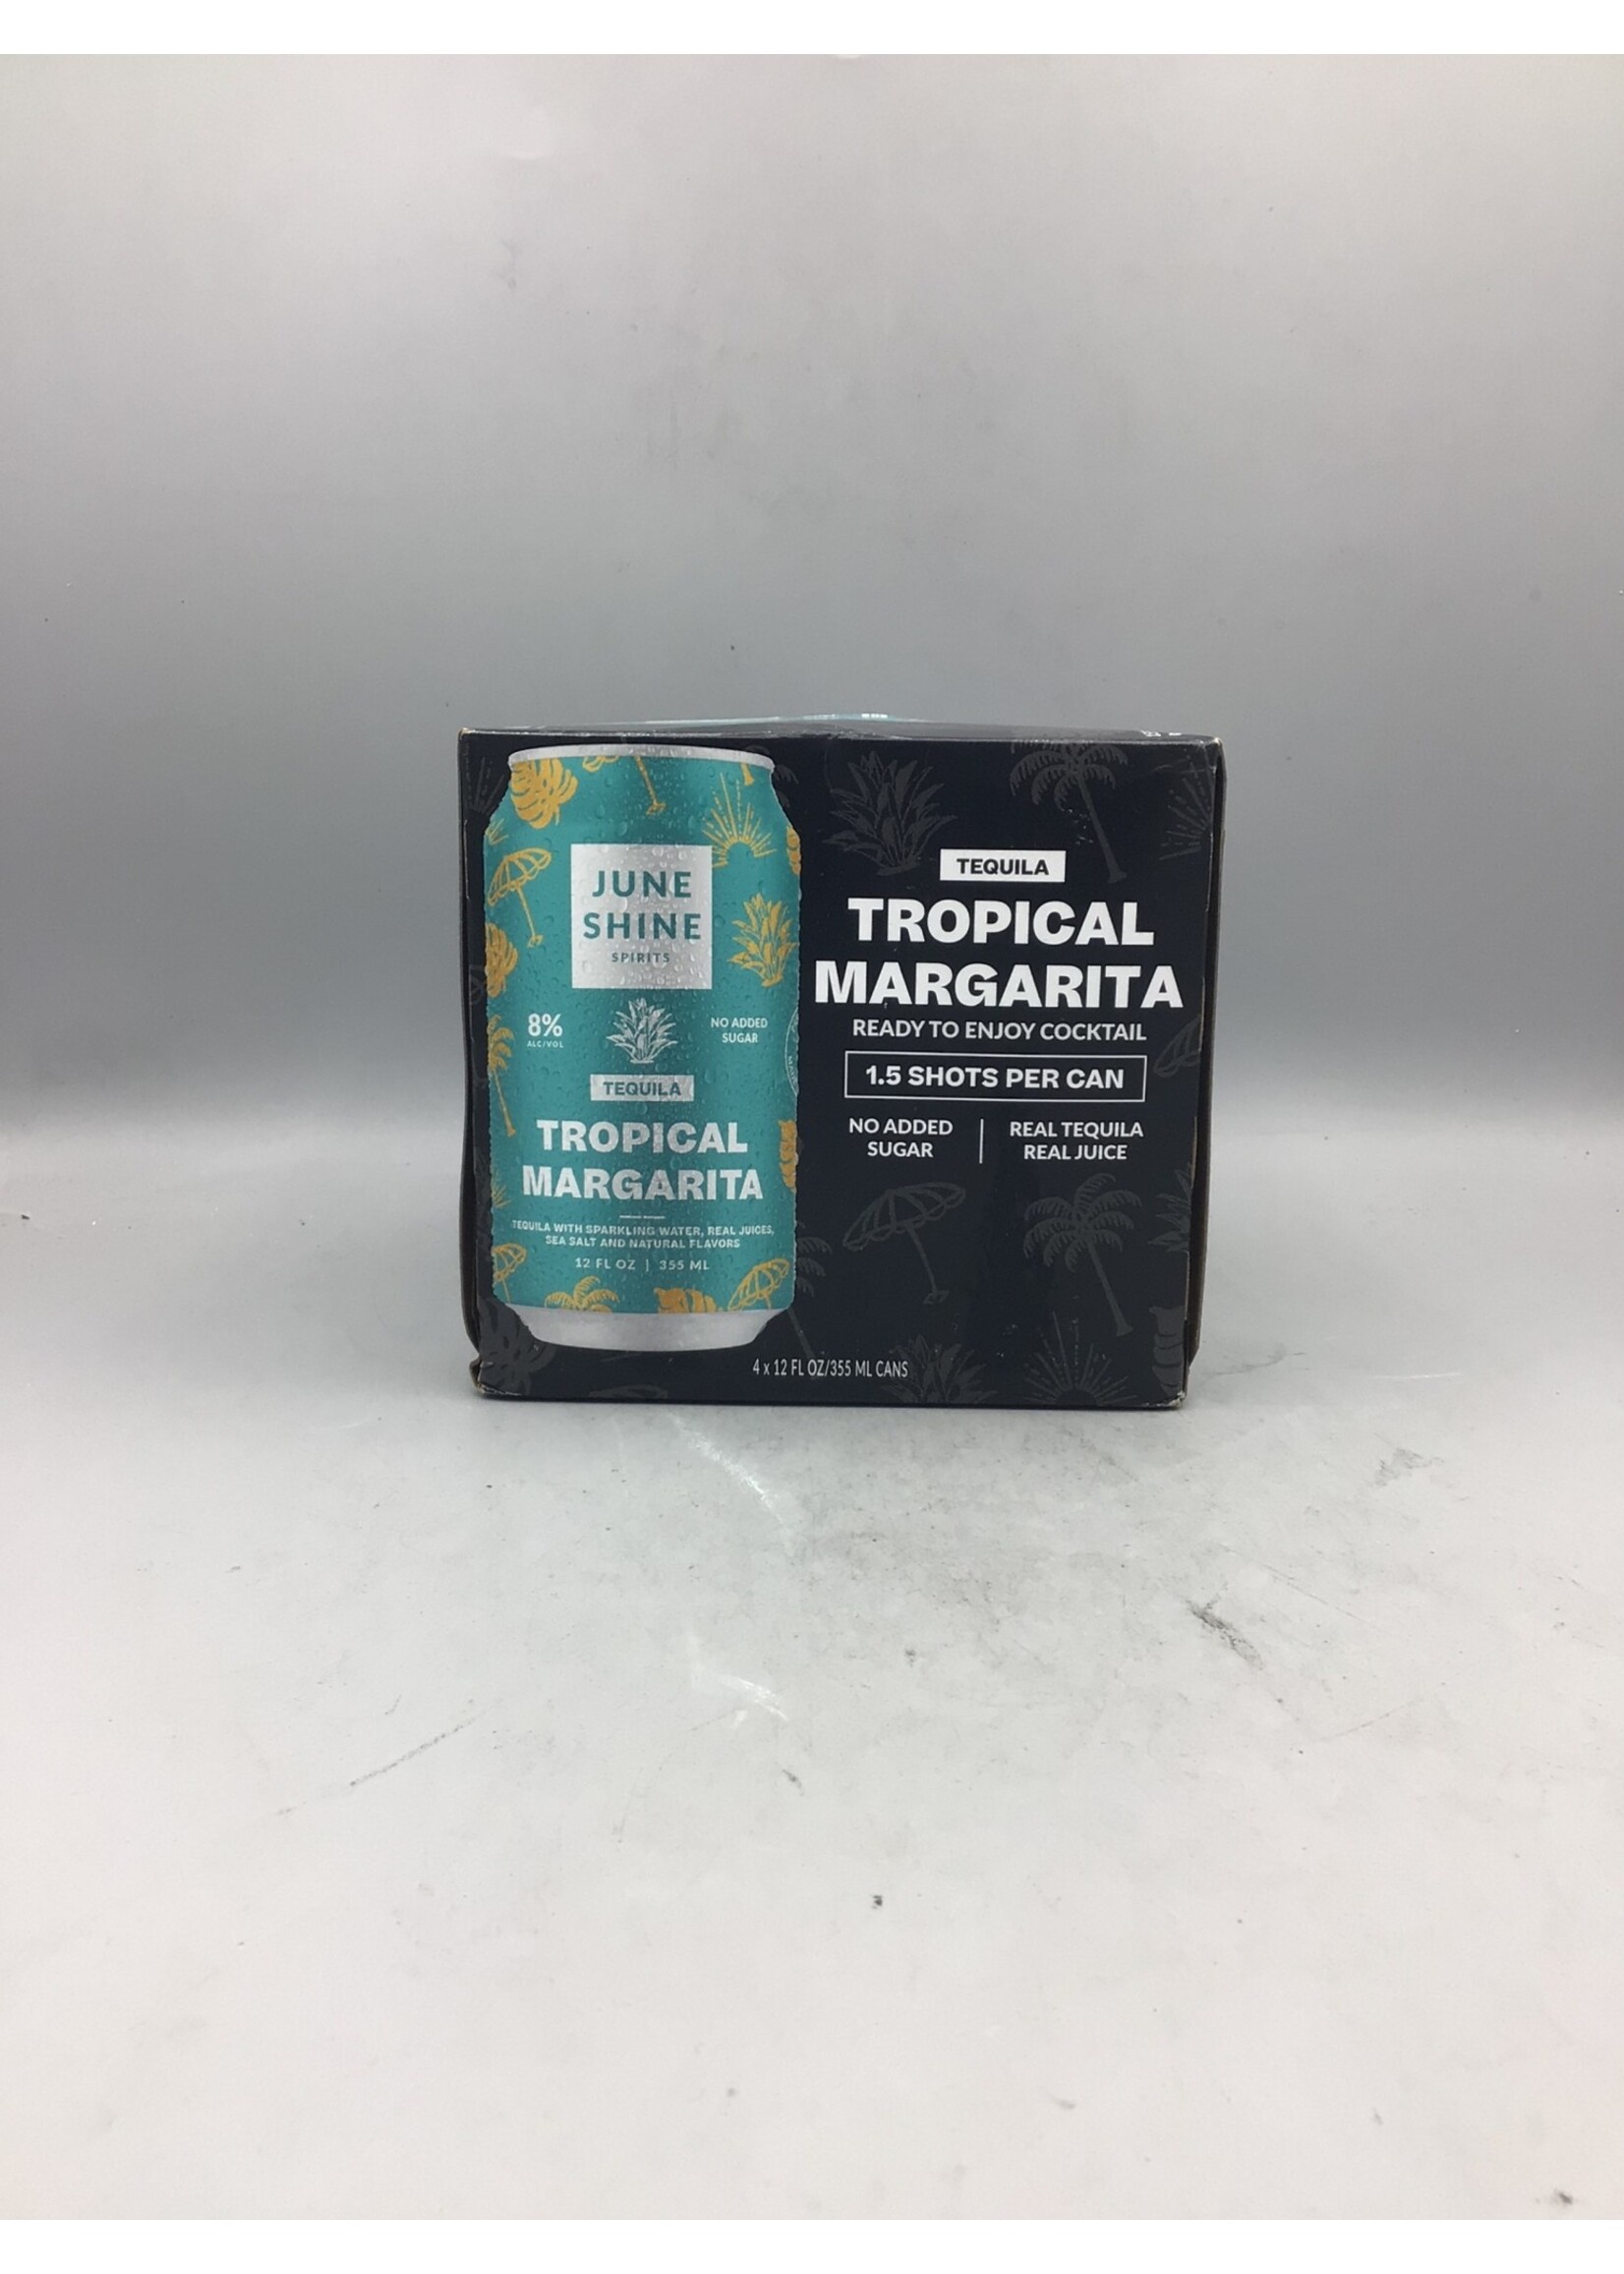 JUNE
SHINE
SPIRITS
8%
ALC/VOL
NO ADDED
SUGAR
TEQUILA
TROPICAL
MARGARITA
TEQUILA WITH SPARKLING WATER, REAL JUICES,
SEA SALT AND NATURAL FLAVORS
12 FL OZ | 355 ML
TEQUILA
TROPICAL
MARGARITA
READY TO ENJOY COCKTAIL
1.5 SHOTS PER CAN
NO ADDED
SUGAR
REAL TEQUILA
REAL JUICE
4 x 12 FL OZ/355 ML CANS